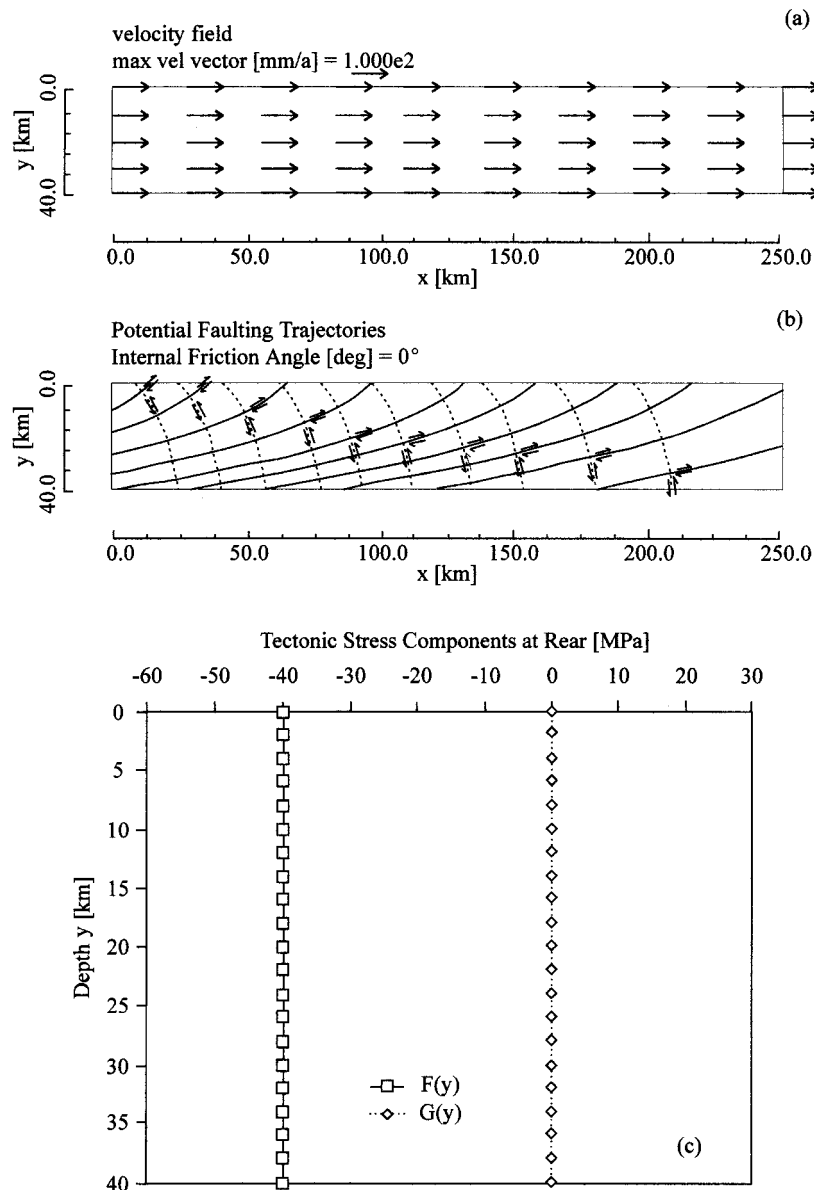 (a)
velocity field
max vel vector [mm/a] = 1.000e2
0.0
y [km]
40.0
0.0 50.0 100.0 150.0 200.0 250.0
x [km]
(b)
Potential Faulting Trajectories
Internal Friction Angle [deg] = 0°
0.0
y [km]
40.0
0.0 50.0 100.0 150.0 200.0 250.0
x [km]
Tectonic Stress Components at Rear [MPa]
-60 -50 -40 -30 -20 -10 0 10 20 30
0
5
10
15
20
25
30
35
40
Depth y [km]
F(y)
G(y)
(c)